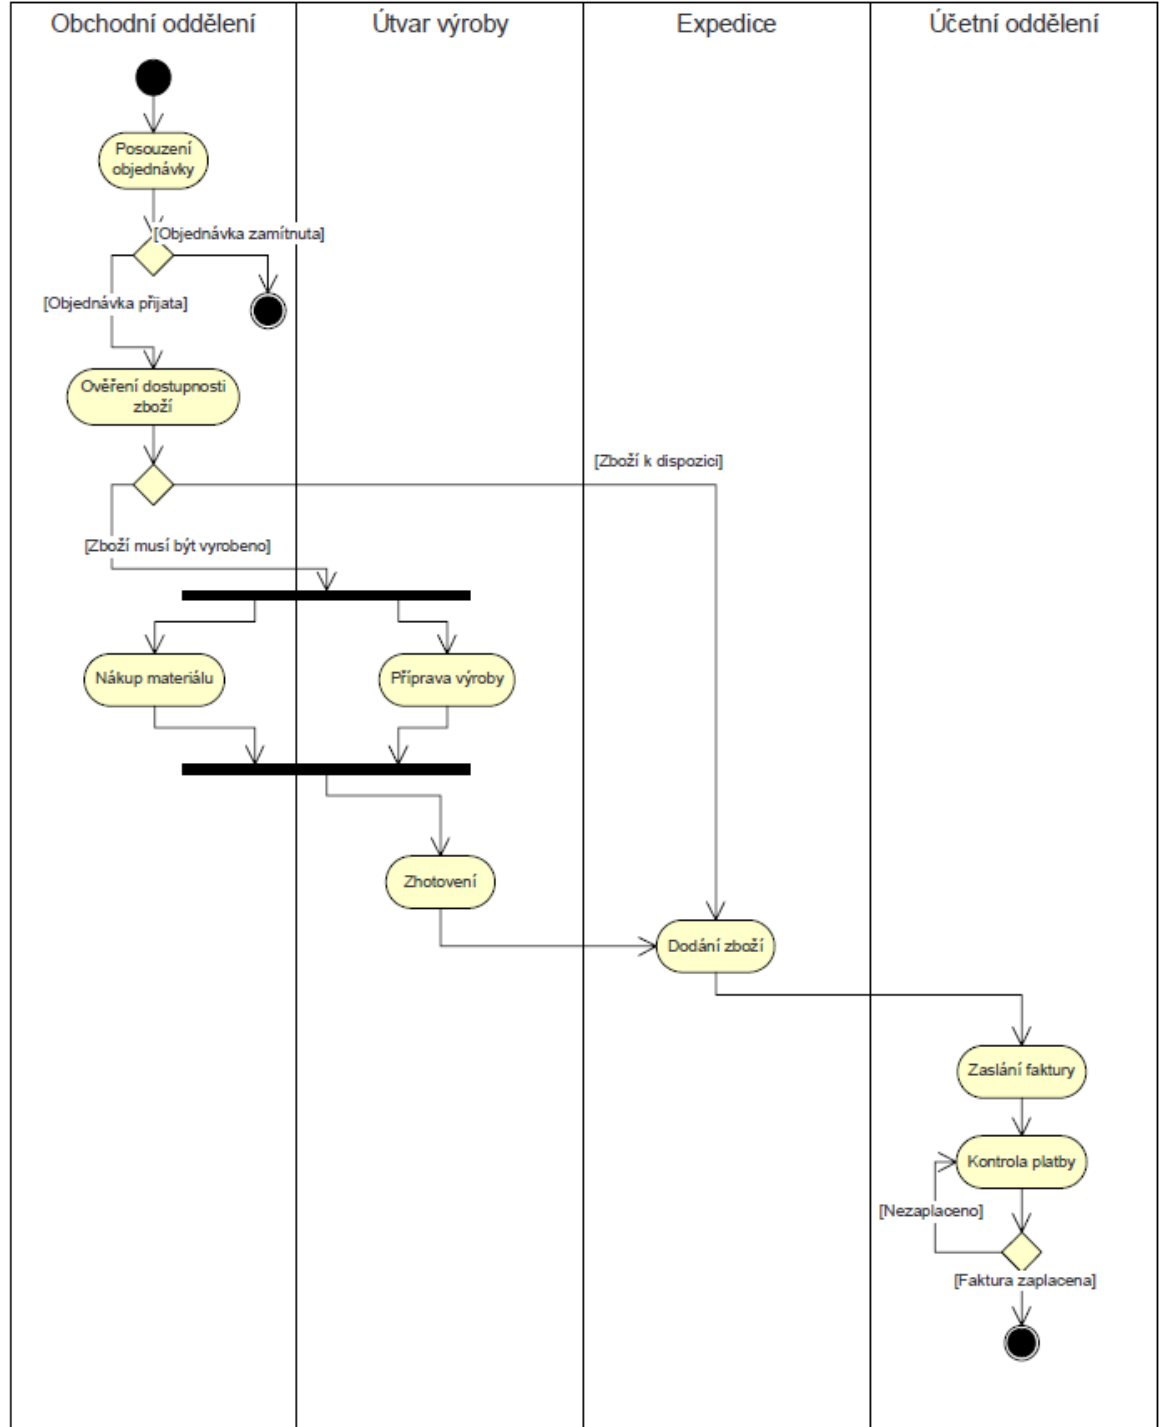 Obchodní oddělení
Útvar výroby
Expedice
Účetní oddělení
Posouzení
objednávky
[Objednávka zamítnuta]
[Objednávka přijata]
Ověření dostupnosti
zboží
[Zboží k dispozici]
[Zboží musí být vyrobeno]
Nákup materiálu
Příprava výroby
Zhotovení
Dodání zboží
Zaslání faktury
Kontrola platby
[Nezaplaceno]
[Faktura zaplacena]